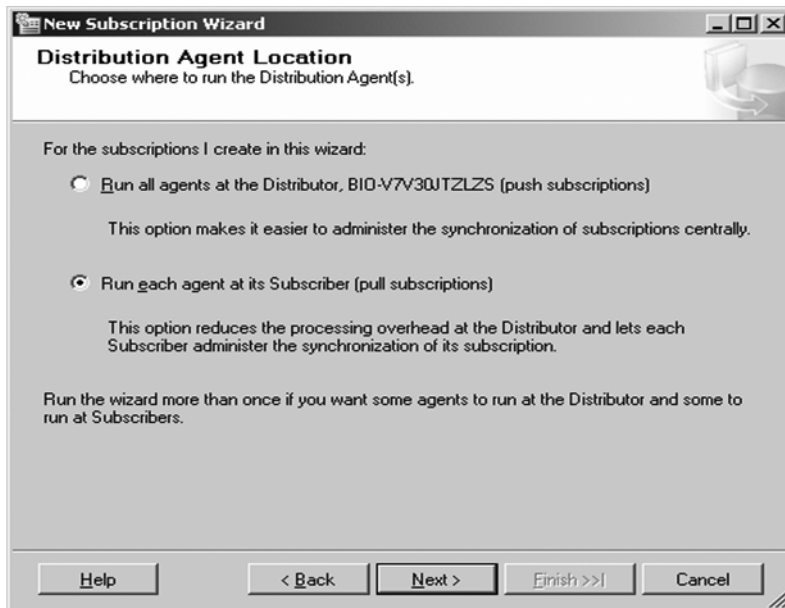 New Subscription Wizard
Distribution Agent Location
Choose where to run the Distribution Agent(s).
For the subscriptions I create in this wizard:
Run all agents at the Distributor, BIO-V7V30JTZLZS (push subscriptions)
This option makes it easier to administer the synchronization of subscriptions centrally.
Run each agent at its Subscriber (pull subscriptions)
This option reduces the processing overhead at the Distributor and lets each
Subscriber administer the synchronization of its subscription.
Run the wizard more than once if you want some agents to run at the Distributor and some to
run at Subscribers.
Help < Back Next > Finish >>| Cancel